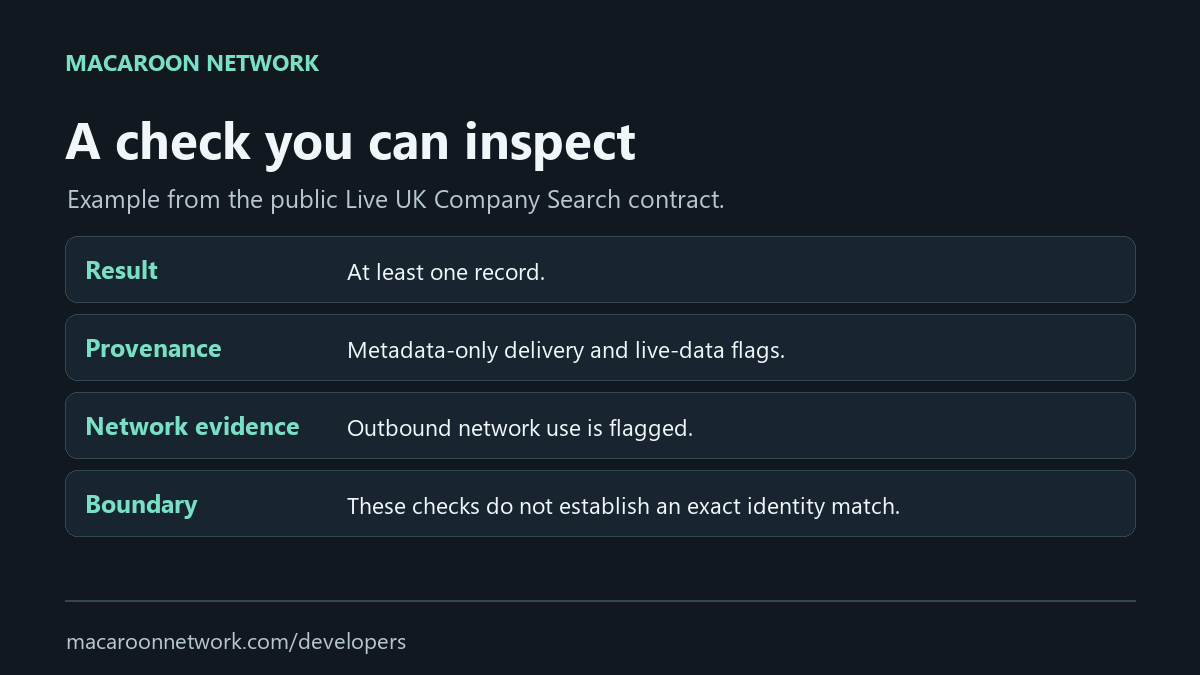 MACAROON NETWORK
A check you can inspect
Example from the public Live UK Company Search contract.
Result
At least one record.
Provenance
Metadata-only delivery and live-data flags.
Network evidence
Outbound network use is flagged.
Boundary
These checks do not establish an exact identity match.
macaroonnetwork.com/developers